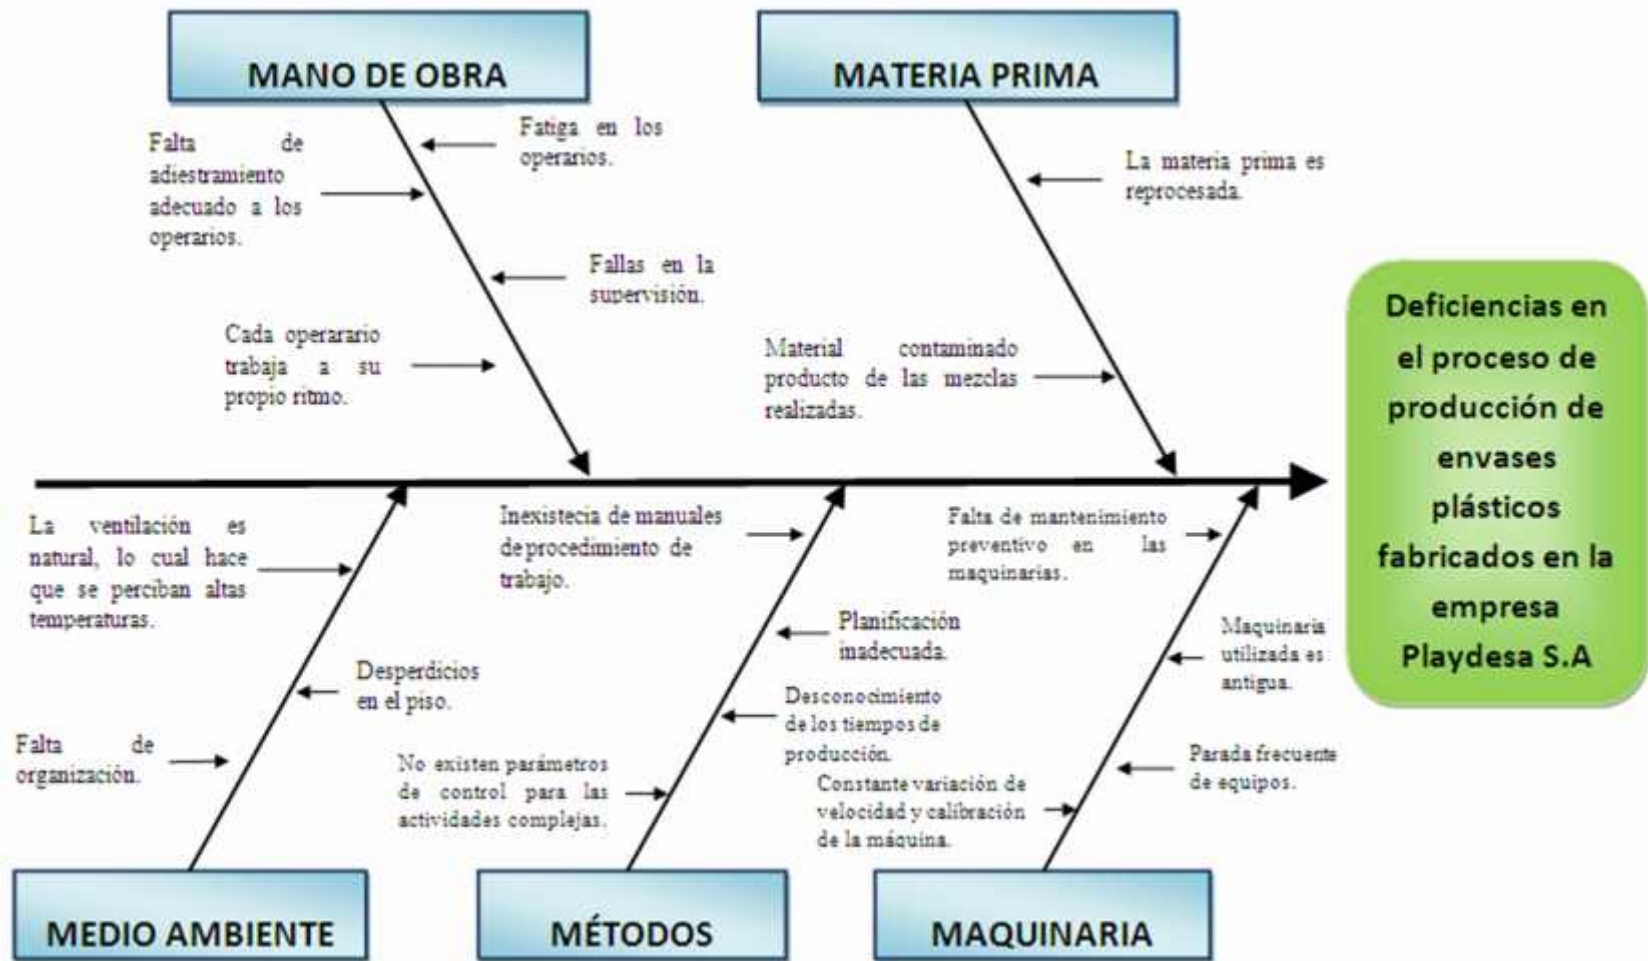 MANO DE OBRA
MATERIA PRIMA
Falta de
adiestramiento
adecuado a los
operarios.
Fatiga en los
operarios.
Fallas en la
supervisión.
Cada operarario
trabaja a su
propio ritmo.
La materia prima es
reprocesada.
Material contaminado
producto de las mezclas
realizadas.
Deficiencias en
el proceso de
producción de
envases
plásticos
fabricados en la
empresa
Playdesa S.A
La ventilación es
natural, lo cual hace
que se perciban altas
temperaturas.
Desperdicios
en el piso.
Falta de
organización.
Inexistecia de manuales
de procedimiento de
trabajo.
Planificación
inadecuada.
Desconocimiento
de los tiempos de
producción.
No existen parámetros
de control para las
actividades complejas.
Falta de mantenimiento
preventivo en las
maquinarias.
Maquinaria
utilizada es
antigua.
Parada frecuente
de equipos.
Constante variación de
velocidad y calibración
de la máquina.
MEDIO AMBIENTE
MÉTODOS
MAQUINARIA